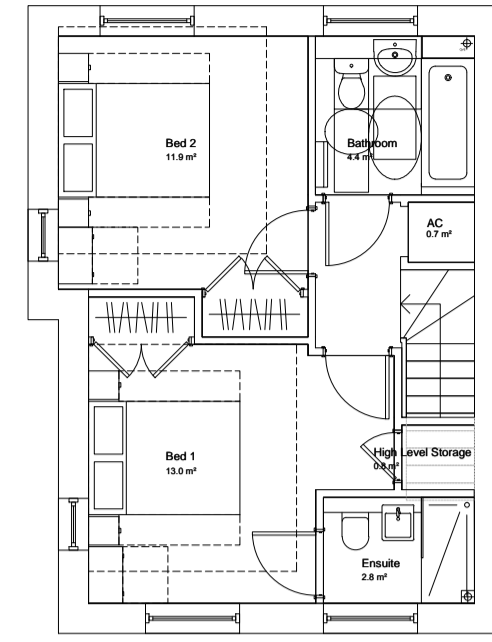 Bed 2
11.9 m²
Bathroom
4.4 m²
AC
0.7 m²
Bed 1
13.0 m²
High Level Storage
0.8 m²
Ensuite
2.8 m²